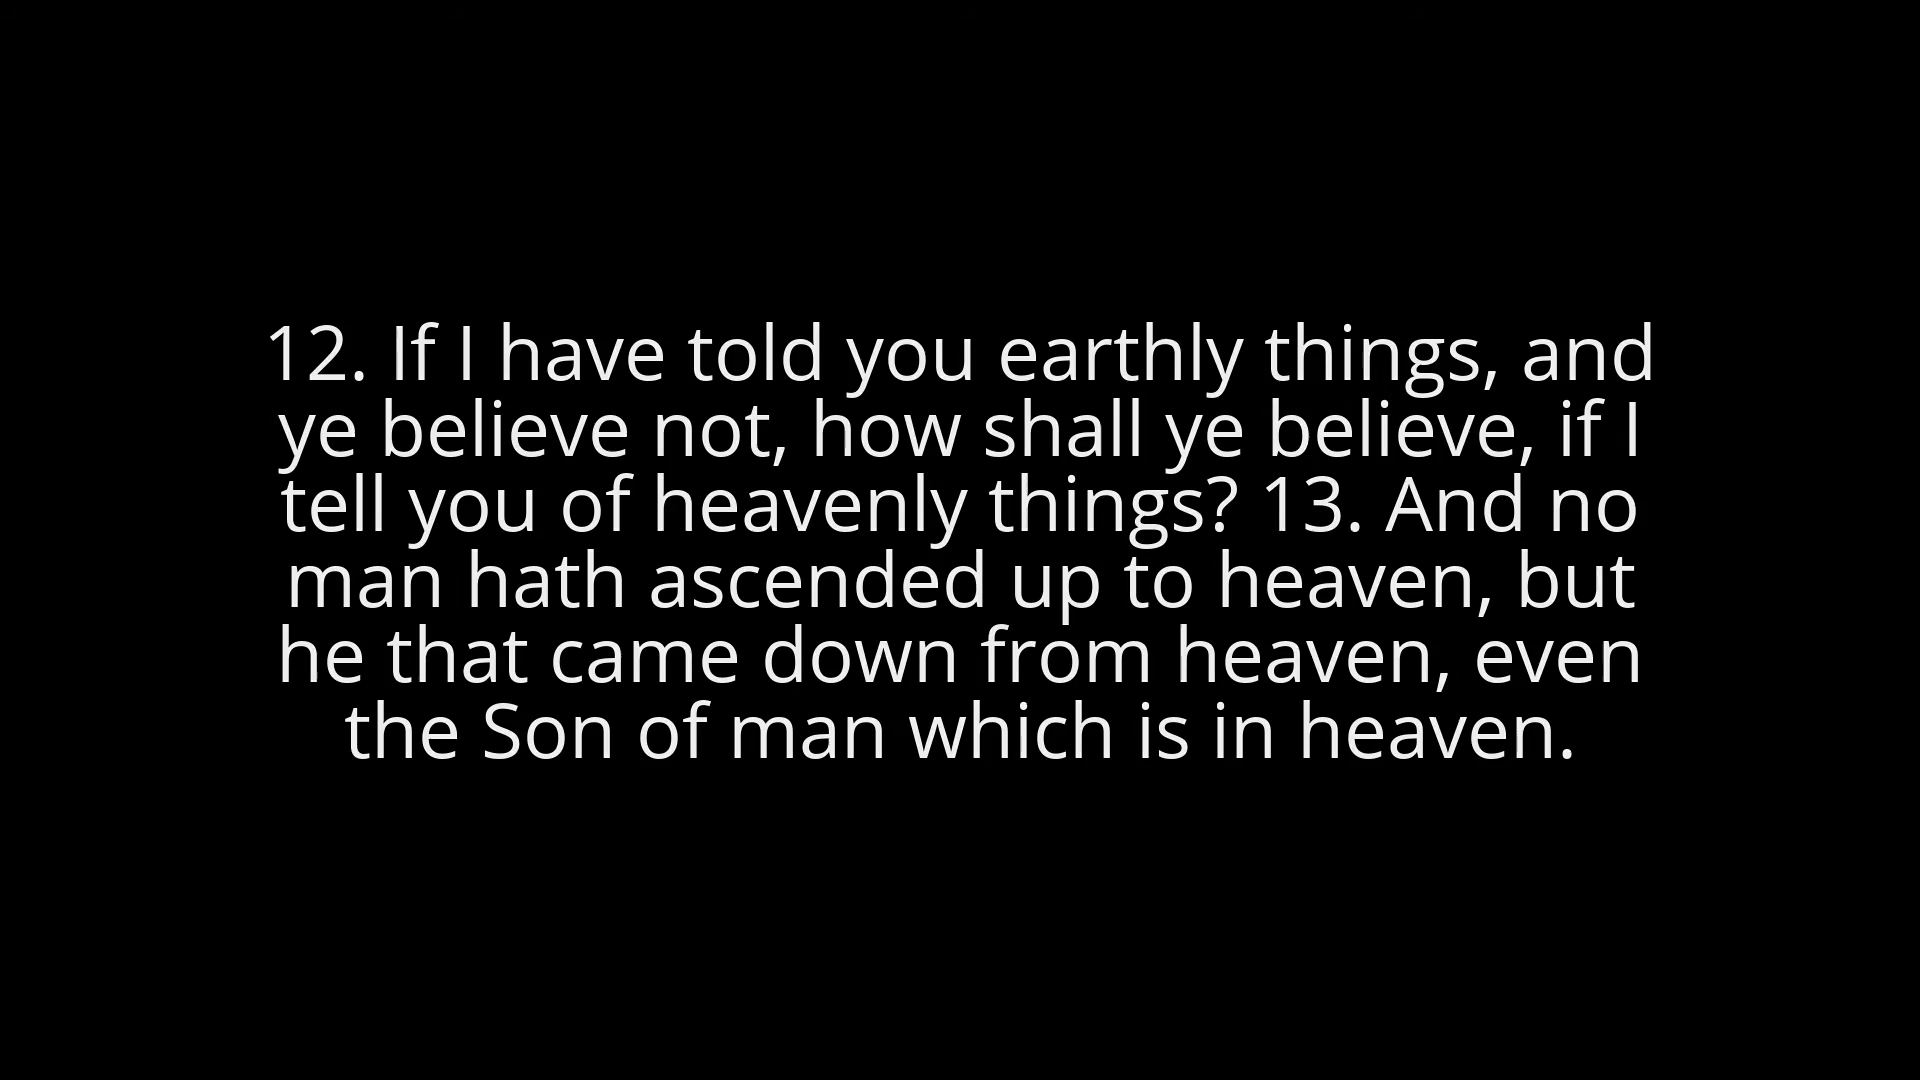 12. If I have told you earthly things, and
ye believe not, how shall ye believe, if I
tell you of heavenly things? 13. And no
man hath ascended up to heaven, but
he that came down from heaven, even
the Son of man which is in heaven.